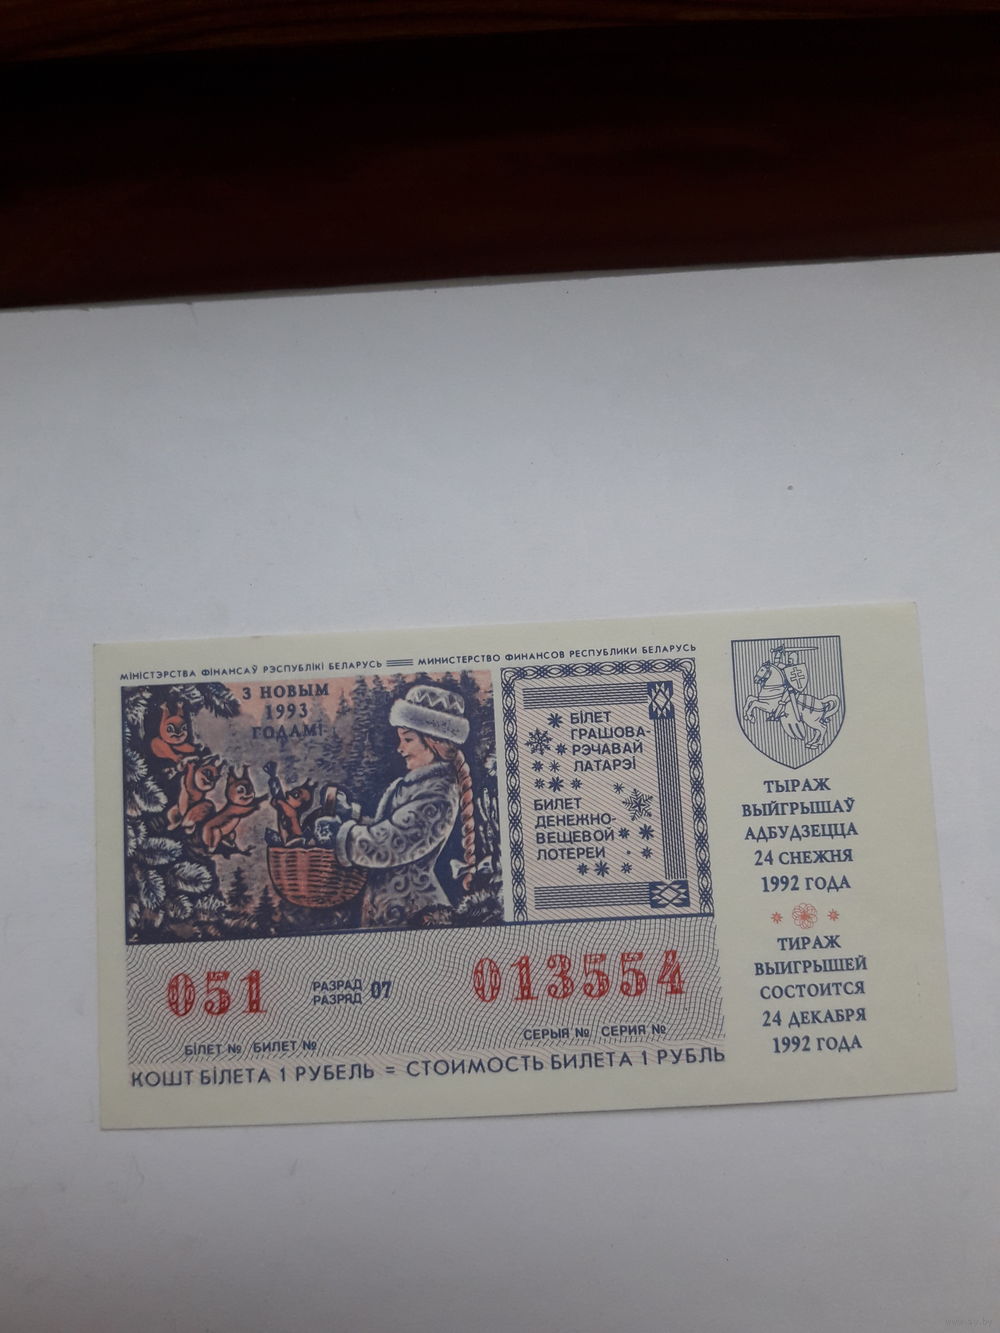 МІНІСТЭРСТВА ФІНАНСАЎ РЭСПУБЛІКІ БЕЛАРУСЬ МИНИСТЕРСТВО ФИНАНСОВ РЕСПУБЛИКИ БЕЛАРУСЬ
З НОВЫМ
1993
ГОДАМ!
БІЛЕТ
ГРАШОВА-
РЭЧАВАЙ
ЛАТАРЭІ
БИЛЕТ
ДЕНЕЖНО-
ВЕЩЕВОЙ
ЛОТЕРЕИ
051
РАЗРАД
РАЗРЯД 07
013554
БІЛЕТ № БИЛЕТ №
СЕРЫЯ № СЕРИЯ №
КОШТ БІЛЕТА 1 РУБЕЛЬ = СТОИМОСТЬ БИЛЕТА 1 РУБЛЬ
ТЫРАЖ
ВЫЙГРЫШАЎ
АДБУДЗЕЦЦА
24 СНЕЖНЯ
1992 ГОДА
ТИРАЖ
ВЫИГРЫШЕЙ
СОСТОИТСЯ
24 ДЕКАБРЯ
1992 ГОДА